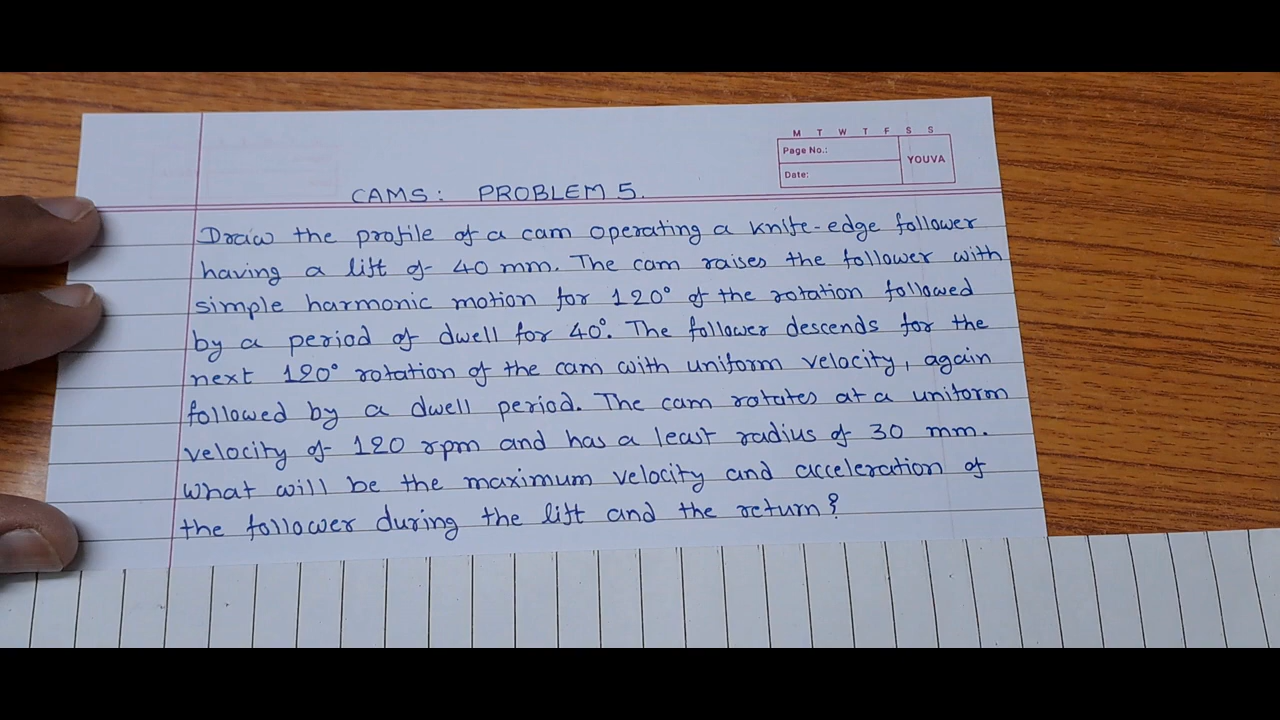 M T W T F S S
Page No.:
YOUVA
Date:
CAMS: PROBLEM 5.
Draw the profile of a cam operating a knife-edge follower
having a lift of 40 mm. The cam raises the follower with
simple harmonic motion for 120° of the rotation followed
by a period of dwell for 40°. The follower descends for the
next 120° rotation of the cam with uniform velocity, again
followed by a dwell period. The cam rotates at a uniform
velocity of 120 rpm and has a least radius of 30 mm.
What will be the maximum velocity and acceleration of
the follower during the lift and the return?